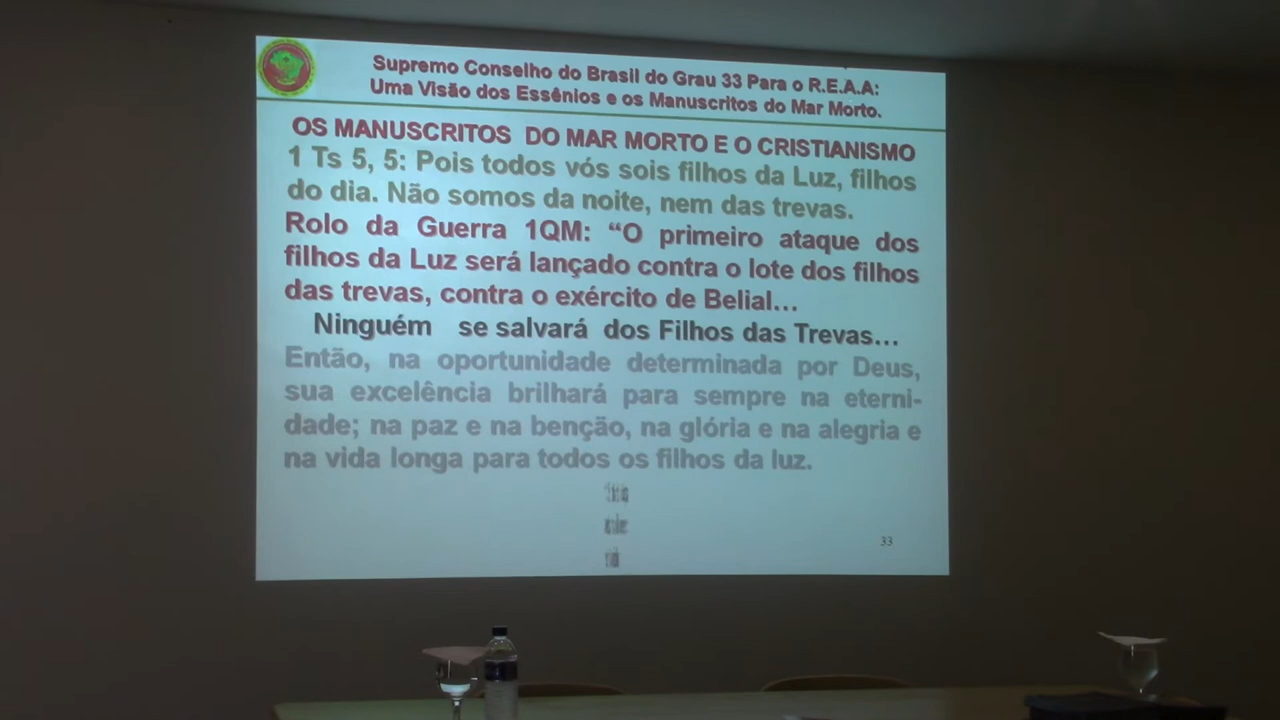 Supremo Conselho do Brasil do Grau 33 Para o R.E.A.A:
Uma Visão dos Essênios e os Manuscritos do Mar Morto.
OS MANUSCRITOS DO MAR MORTO E O CRISTIANISMO
1 Ts 5, 5: Pois todos vós sois filhos da Luz, filhos
do dia. Não somos da noite, nem das trevas.
Rolo da Guerra 1QM: “O primeiro ataque dos
filhos da Luz será lançado contra o lote dos filhos
das trevas, contra o exército de Belial...
Ninguém se salvará dos Filhos das Trevas...
Então, na oportunidade determinada por Deus,
sua excelência brilhará para sempre na eterni-
dade; na paz e na benção, na glória e na alegria e
na vida longa para todos os filhos da luz.
33